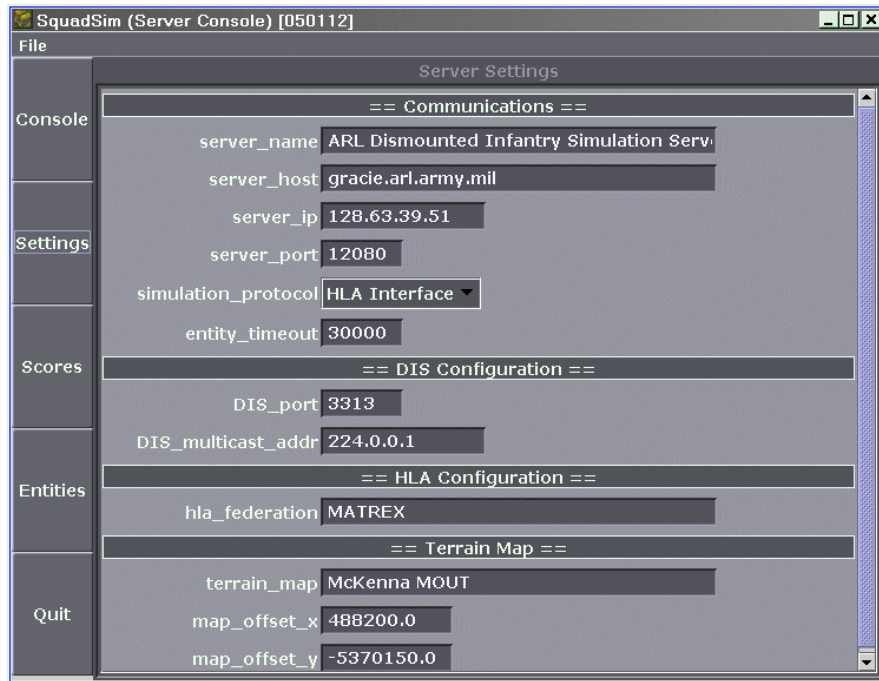 SquadSim (Server Console) [050112]
File
Server Settings
Console
Settings
Scores
Entities
Quit
== Communications ==
server_name ARL Dismounted Infantry Simulation Serv
server_host gracie.arl.army.mil
server_ip 128.63.39.51
server_port 12080
simulation_protocol HLA Interface
entity_timeout 30000
== DIS Configuration ==
DIS_port 3313
DIS_multicast_addr 224.0.0.1
== HLA Configuration ==
hla_federation MATREX
== Terrain Map ==
terrain_map McKenna MOUT
map_offset_x 488200.0
map_offset_y -5370150.0